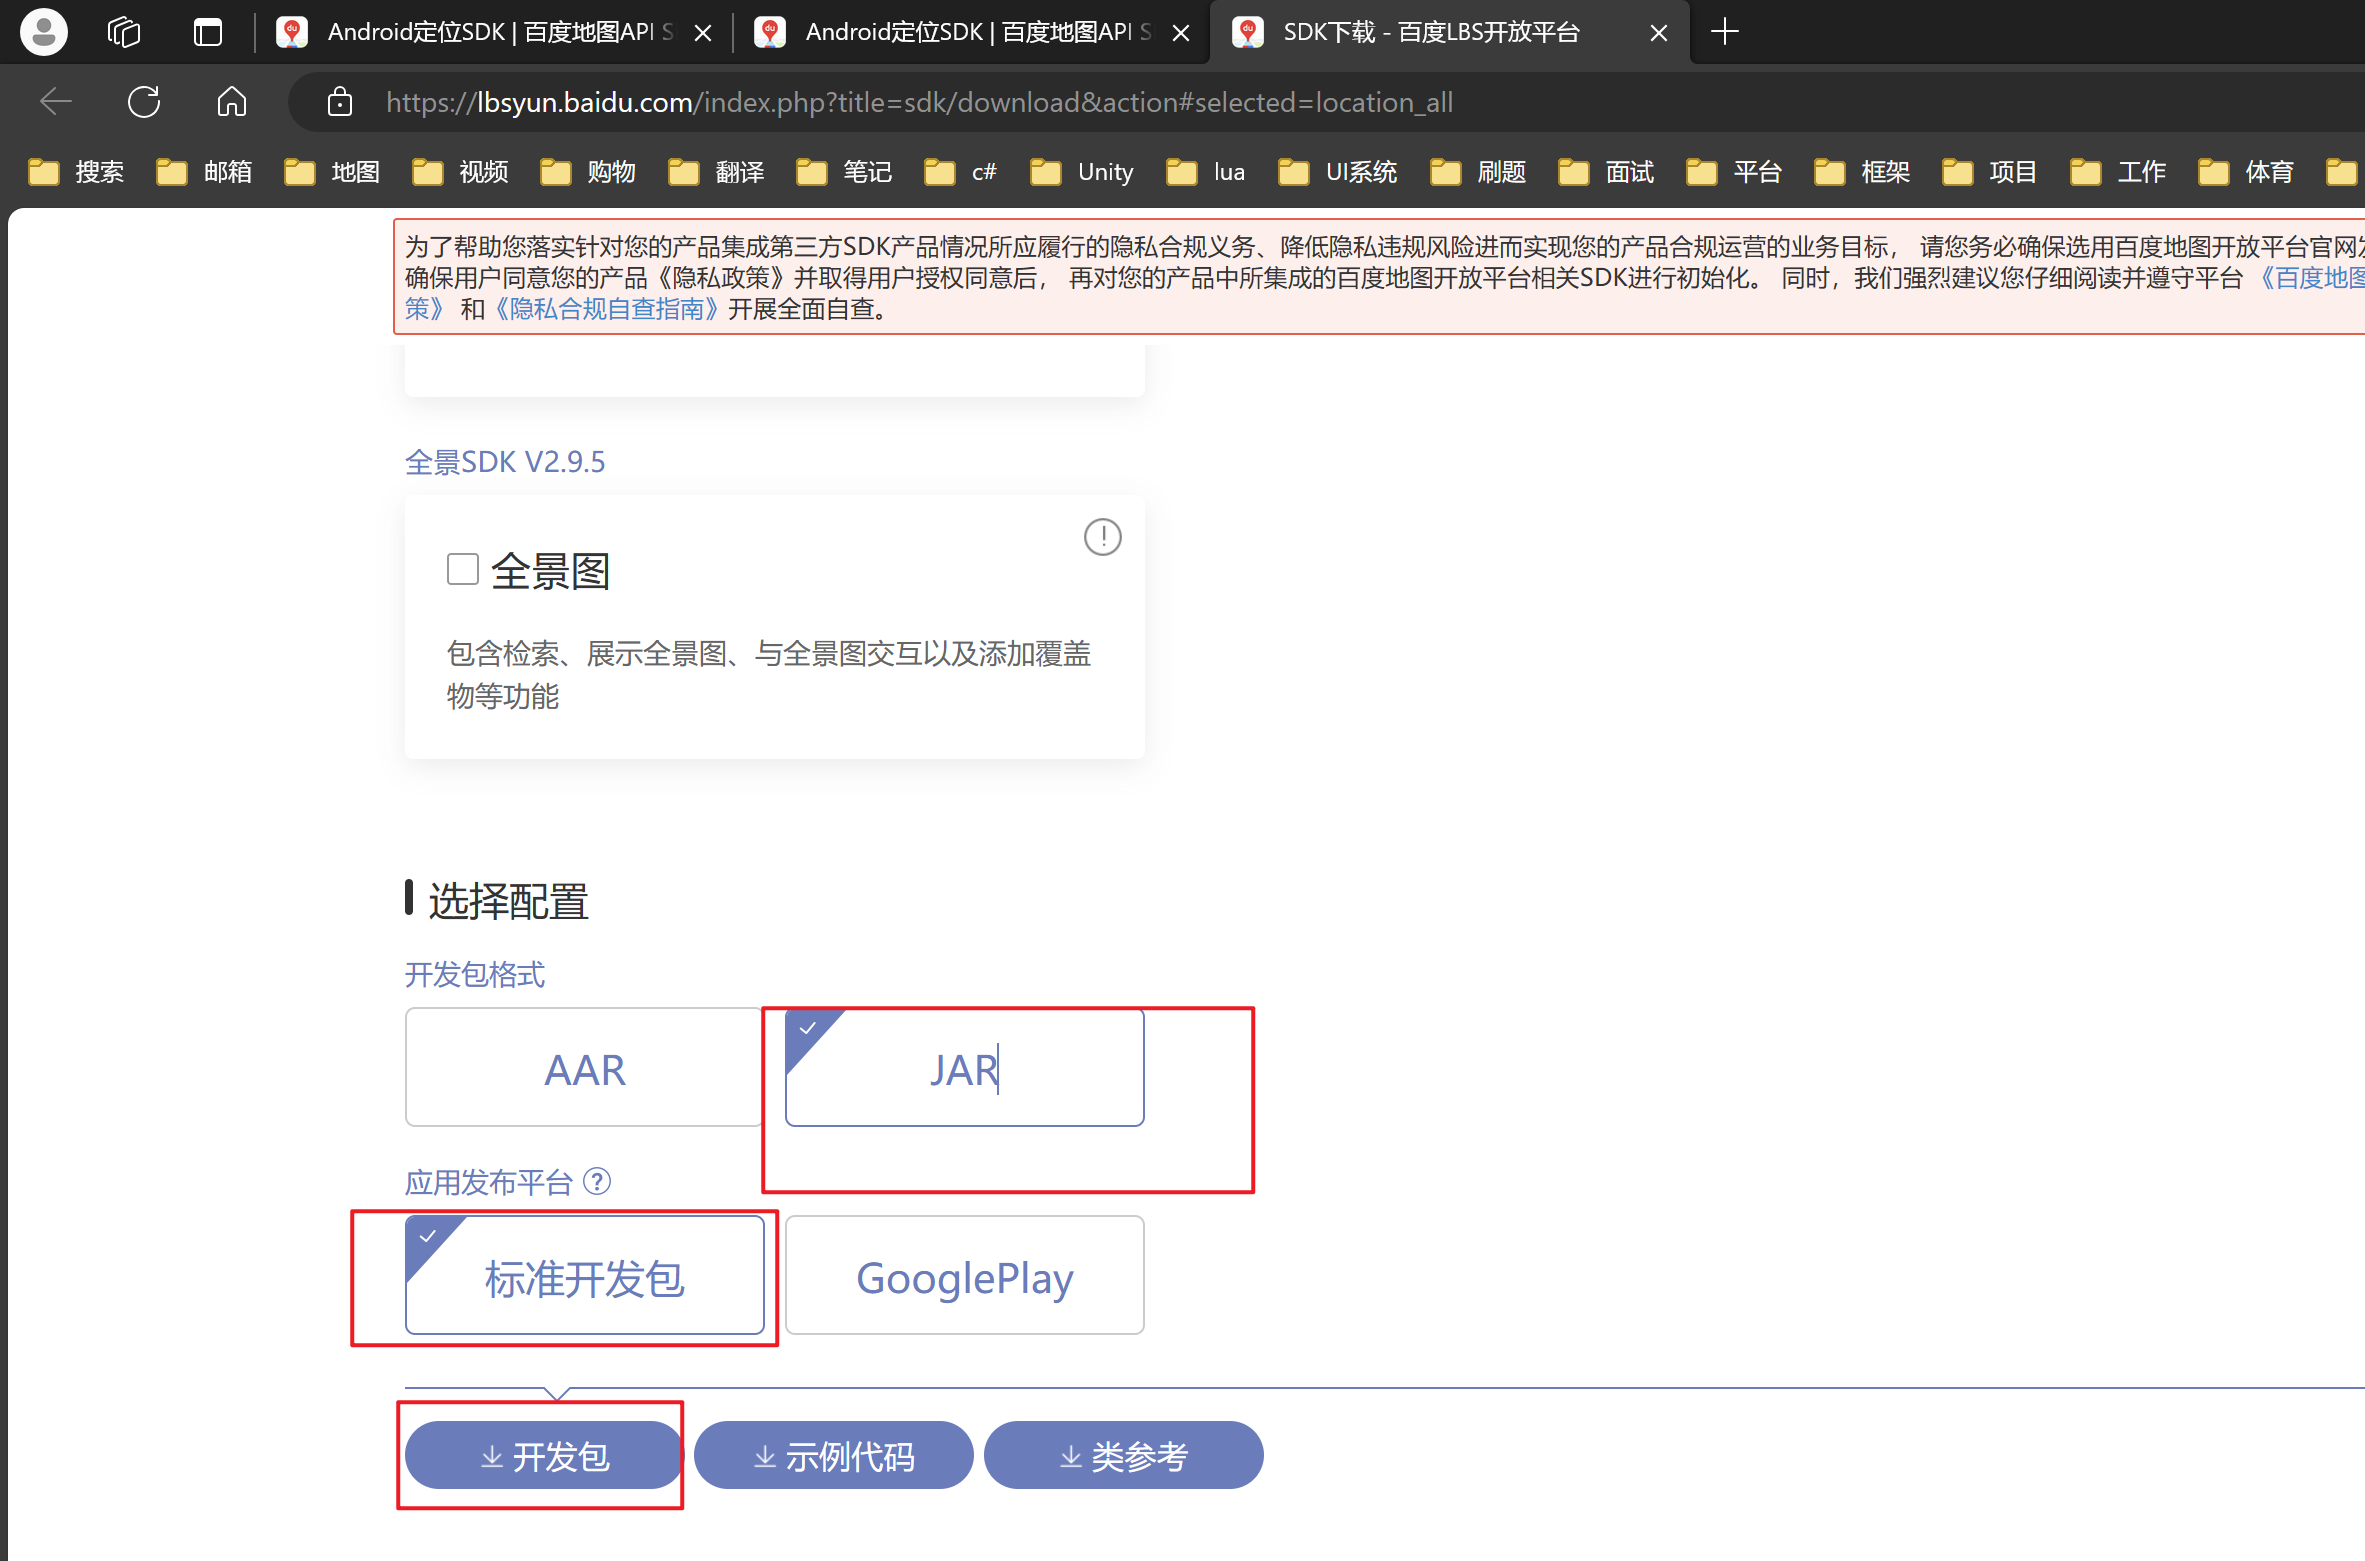 Android定位SDK | 百度地图API S
Android定位SDK | 百度地图API S
SDK下载 - 百度LBS开放平台
https://lbsyun.baidu.com/index.php?title=sdk/download&action#selected=location_all
搜索 邮箱 地图 视频 购物 翻译 笔记 c# Unity lua UI系统 刷题 面试 平台 框架 项目 工作 体育
为了帮助您落实针对您的产品集成第三方SDK产品情况所应履行的隐私合规义务、降低隐私违规风险进而实现您的产品合规运营的业务目标， 请您务必确保选用百度地图开放平台官网发
确保用户同意您的产品《隐私政策》并取得用户授权同意后， 再对您的产品中所集成的百度地图开放平台相关SDK进行初始化。 同时，我们强烈建议您仔细阅读并遵守平台 《百度地图
策》 和《隐私合规自查指南》开展全面自查。
全景SDK V2.9.5
全景图
包含检索、展示全景图、与全景图交互以及添加覆盖
物等功能
选择配置
开发包格式
AAR
JAR
应用发布平台 ?
标准开发包
GooglePlay
开发包
示例代码
类参考